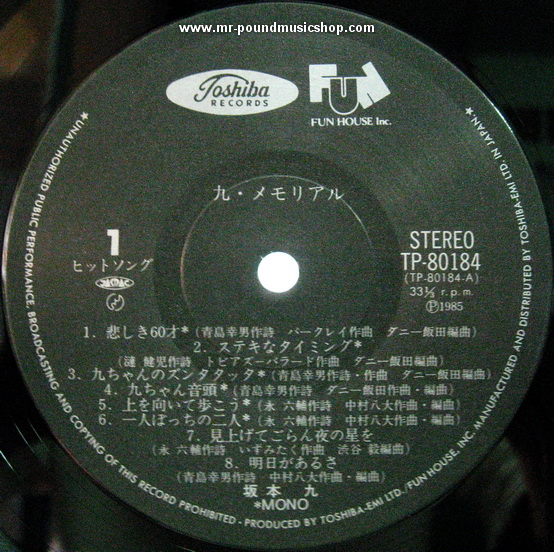 www.mr-poundmusicshop.com
Toshiba
RECORDS
FUN
FUN HOUSE Inc.
九・メモリアル
1
ヒットソング
STEREO
TP-80184
(TP-80184-A)
33⅓ r.p.m.
Ⓟ1985
1. 悲しき60才*(青島幸男作詩 バークレイ作曲 ダニー飯田編曲)
2. ステキなタイミング*
(漣 健児作詩 トビアズーバラード作曲 ダニー飯田編曲)
3. 九ちゃんのズンタタッタ*(青島幸男作詩・作曲 ダニー飯田編曲)
4. 九ちゃん音頭*(青島幸男作詩 ダニー飯田作曲・編曲)
5. 上を向いて歩こう*(永 六輔作詩 中村八大作曲・編曲)
6. 一人ぼっちの二人*(永 六輔作詩 中村八大作曲・編曲)
7. 見上げてごらん夜の星を
(永 六輔作詩 いずみたく作曲 渋谷 毅編曲)
8. 明日があるさ
(青島幸男作詩 中村八大作曲・編曲)
坂本 九
*MONO
★UNAUTHORIZED PUBLIC PERFORMANCE, BROADCASTING AND COPYING OF THIS RECORD PROHIBITED - PRODUCED BY TOSHIBA-EMI LTD./FUN HOUSE, INC. MANUFACTURED AND DISTRIBUTED BY TOSHIBA-EMI LTD. IN JAPAN.★